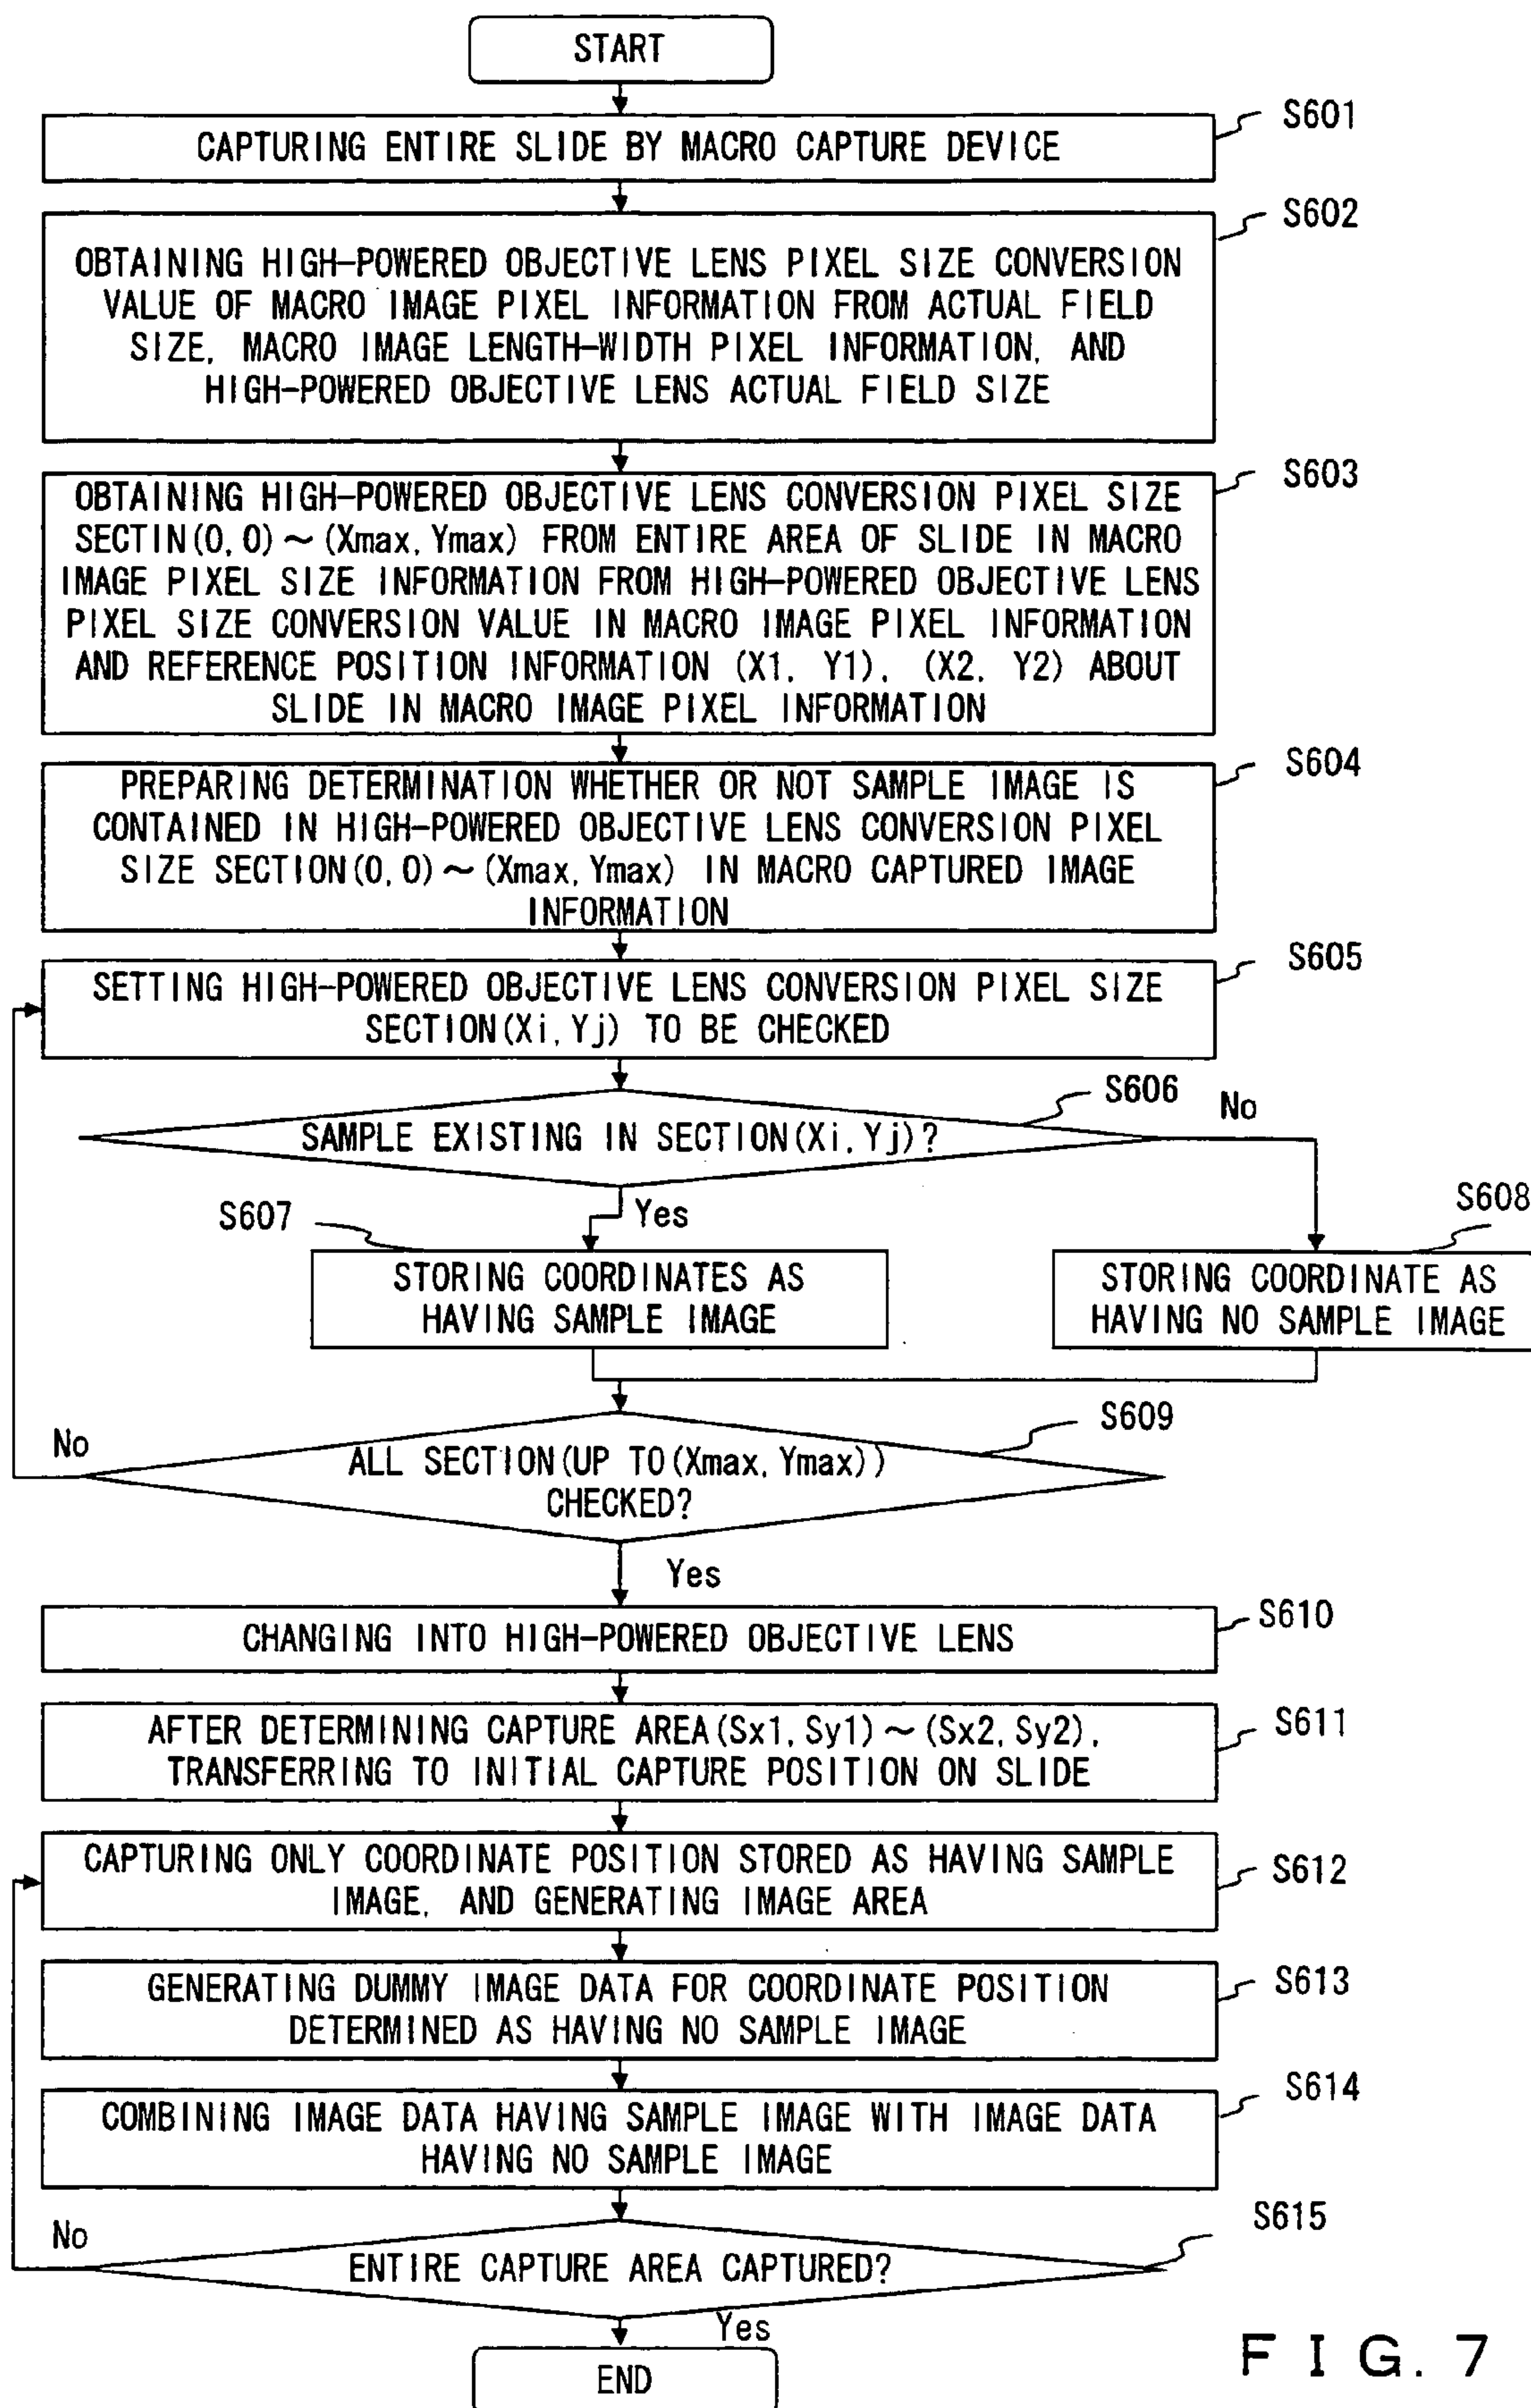 START
S601
CAPTURING ENTIRE SLIDE BY MACRO CAPTURE DEVICE
S602
OBTAINING HIGH-POWERED OBJECTIVE LENS PIXEL SIZE CONVERSION
VALUE OF MACRO IMAGE PIXEL INFORMATION FROM ACTUAL FIELD
SIZE, MACRO IMAGE LENGTH-WIDTH PIXEL INFORMATION, AND
HIGH-POWERED OBJECTIVE LENS ACTUAL FIELD SIZE
S603
OBTAINING HIGH-POWERED OBJECTIVE LENS CONVERSION PIXEL SIZE
SECTIN(0,0)~(Xmax,Ymax) FROM ENTIRE AREA OF SLIDE IN MACRO
IMAGE PIXEL SIZE INFORMATION FROM HIGH-POWERED OBJECTIVE LENS
PIXEL SIZE CONVERSION VALUE IN MACRO IMAGE PIXEL INFORMATION
AND REFERENCE POSITION INFORMATION (X1, Y1), (X2, Y2) ABOUT
SLIDE IN MACRO IMAGE PIXEL INFORMATION
S604
PREPARING DETERMINATION WHETHER OR NOT SAMPLE IMAGE IS
CONTAINED IN HIGH-POWERED OBJECTIVE LENS CONVERSION PIXEL
SIZE SECTION(0,0)~(Xmax,Ymax) IN MACRO CAPTURED IMAGE
INFORMATION
S605
SETTING HIGH-POWERED OBJECTIVE LENS CONVERSION PIXEL SIZE
SECTION(Xi,Yj) TO BE CHECKED
S606
No
SAMPLE EXISTING IN SECTION(Xi,Yj)?
S607
Yes
S608
STORING COORDINATES AS
HAVING SAMPLE IMAGE
STORING COORDINATE AS
HAVING NO SAMPLE IMAGE
S609
No
ALL SECTION(UP TO(Xmax,Ymax))
CHECKED?
Yes
S610
CHANGING INTO HIGH-POWERED OBJECTIVE LENS
S611
AFTER DETERMINING CAPTURE AREA(Sx1,Sy1)~(Sx2,Sy2),
TRANSFERRING TO INITIAL CAPTURE POSITION ON SLIDE
S612
CAPTURING ONLY COORDINATE POSITION STORED AS HAVING SAMPLE
IMAGE, AND GENERATING IMAGE AREA
S613
GENERATING DUMMY IMAGE DATA FOR COORDINATE POSITION
DETERMINED AS HAVING NO SAMPLE IMAGE
S614
COMBINING IMAGE DATA HAVING SAMPLE IMAGE WITH IMAGE DATA
HAVING NO SAMPLE IMAGE
S615
No
ENTIRE CAPTURE AREA CAPTURED?
Yes
END
FIG. 7